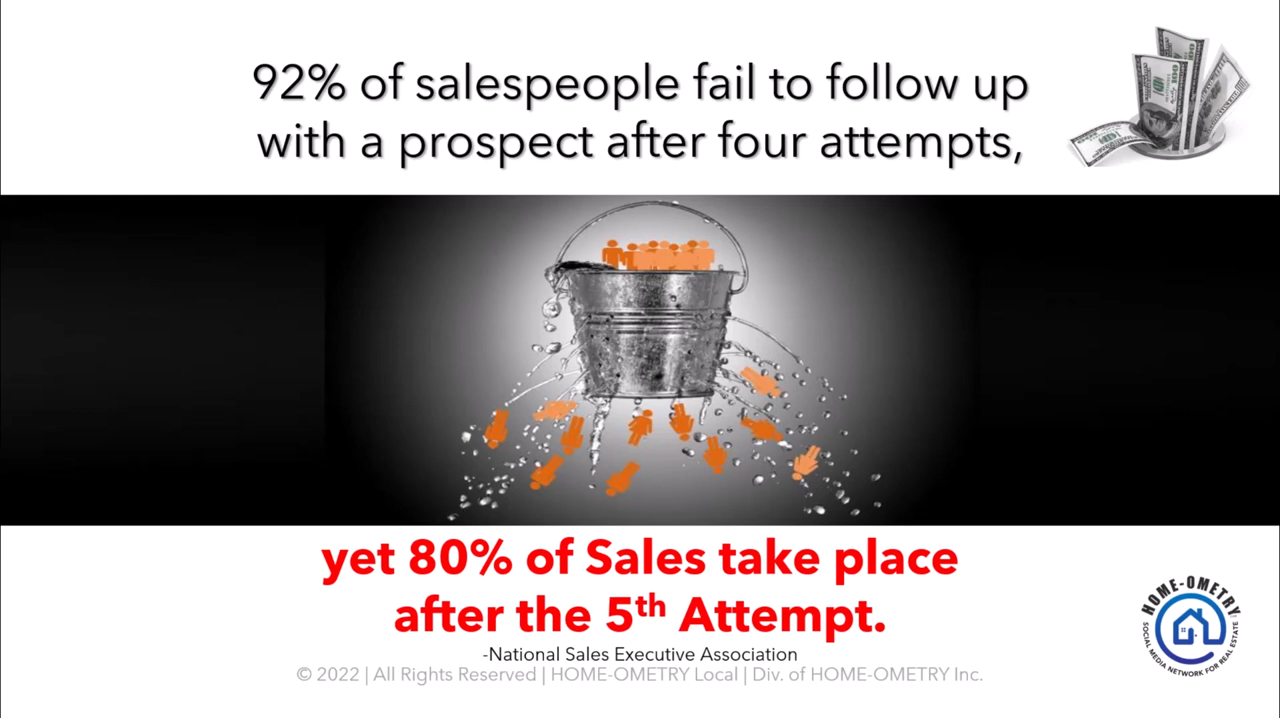 92% of salespeople fail to follow up
with a prospect after four attempts,
yet 80% of Sales take place
after the 5th Attempt.
-National Sales Executive Association
© 2022 | All Rights Reserved | HOME-OMETRY Local | Div. of HOME-OMETRY Inc.
HOME-OMETRY
SOCIAL MEDIA NETWORK FOR REAL ESTATE